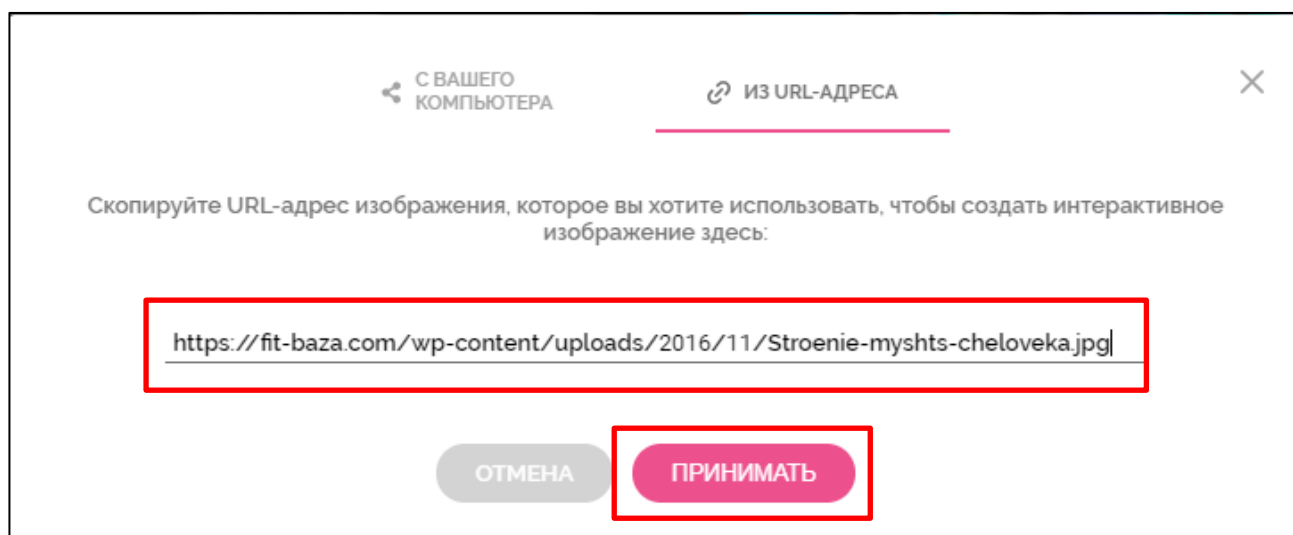 С ВАШЕГО
КОМПЬЮТЕРА
ИЗ URL-АДРЕСА
Скопируйте URL-адрес изображения, которое вы хотите использовать, чтобы создать интерактивное
изображение здесь:
https://fit-baza.com/wp-content/uploads/2016/11/Stroenie-myshts-cheloveka.jpg
ОТМЕНА
ПРИНИМАТЬ